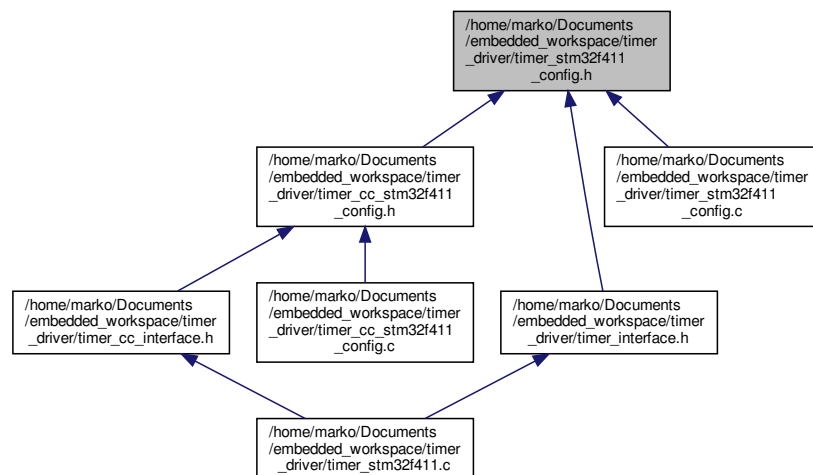 /home/marko/Documents
/embedded_workspace/timer
_driver/timer_stm32f411
_config.h
/home/marko/Documents
/embedded_workspace/timer
_driver/timer_cc_stm32f411
_config.h
/home/marko/Documents
/embedded_workspace/timer
_driver/timer_stm32f411
_config.c
/home/marko/Documents
/embedded_workspace/timer
_driver/timer_cc_interface.h
/home/marko/Documents
/embedded_workspace/timer
_driver/timer_cc_stm32f411
_config.c
/home/marko/Documents
/embedded_workspace/timer
_driver/timer_interface.h
/home/marko/Documents
/embedded_workspace/timer
_driver/timer_stm32f411.c